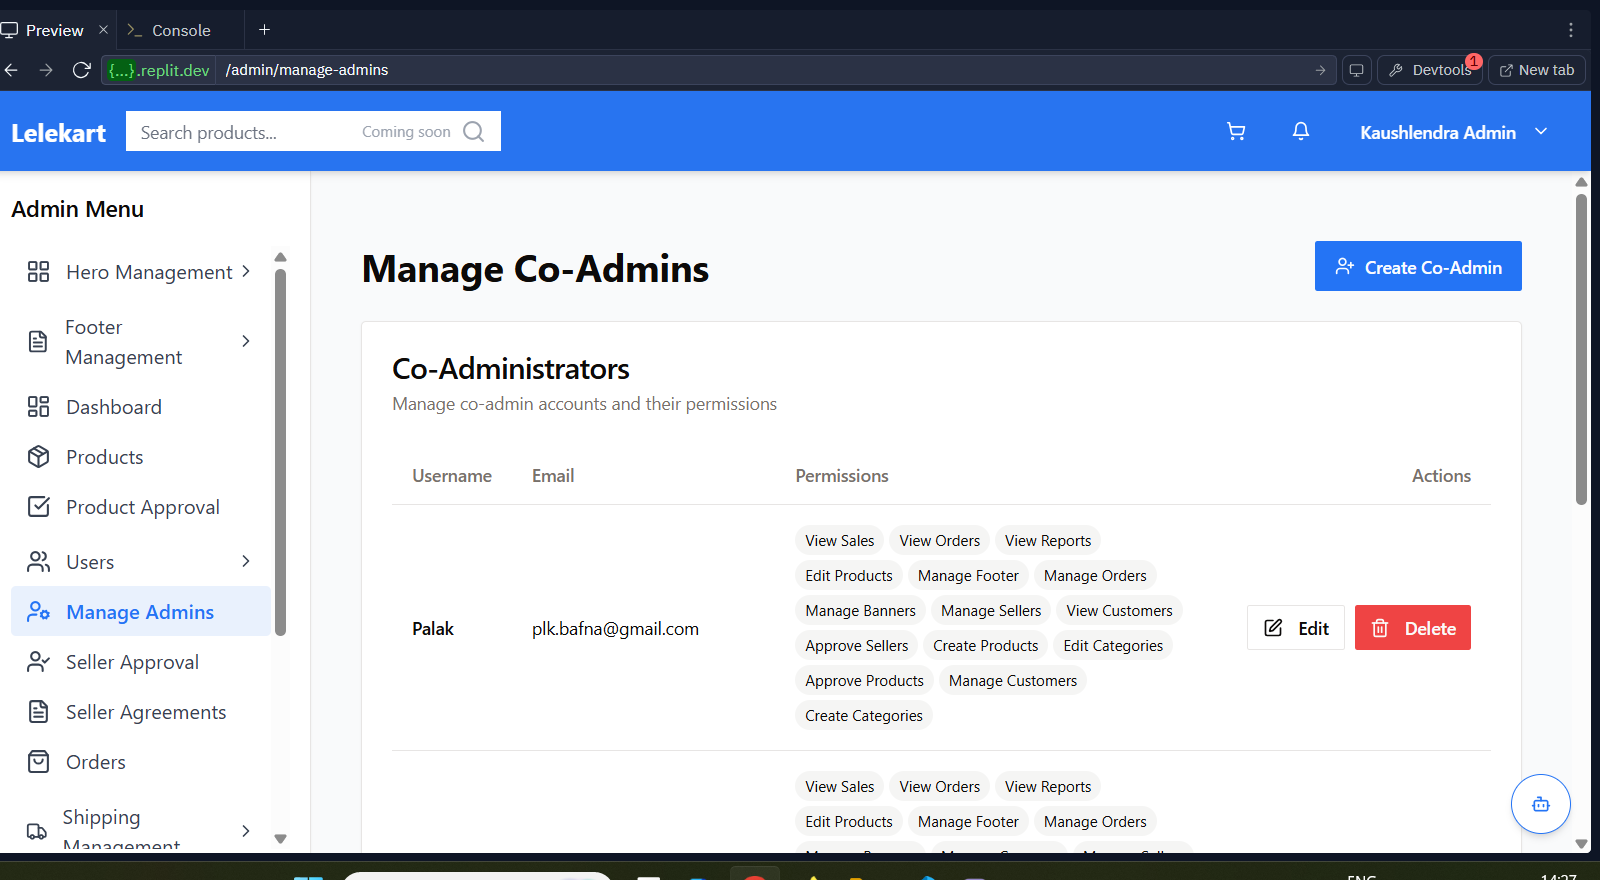 Preview
Console
{...}.replit.dev
/admin/manage-admins
Devtools
1
New tab
Lelekart
Search products...
Coming soon
Kaushlendra Admin
Admin Menu
Hero Management
Footer
Management
Dashboard
Products
Product Approval
Users
Manage Admins
Seller Approval
Seller Agreements
Orders
Shipping
Management
Manage Co-Admins
Create Co-Admin
Co-Administrators
Manage co-admin accounts and their permissions
Username Email Permissions Actions
View Sales View Orders View Reports
Edit Products Manage Footer Manage Orders
Manage Banners Manage Sellers View Customers
Palak plk.bafna@gmail.com Edit Delete
Approve Sellers Create Products Edit Categories
Approve Products Manage Customers
Create Categories
View Sales View Orders View Reports
Edit Products Manage Footer Manage Orders
ENG
14:27